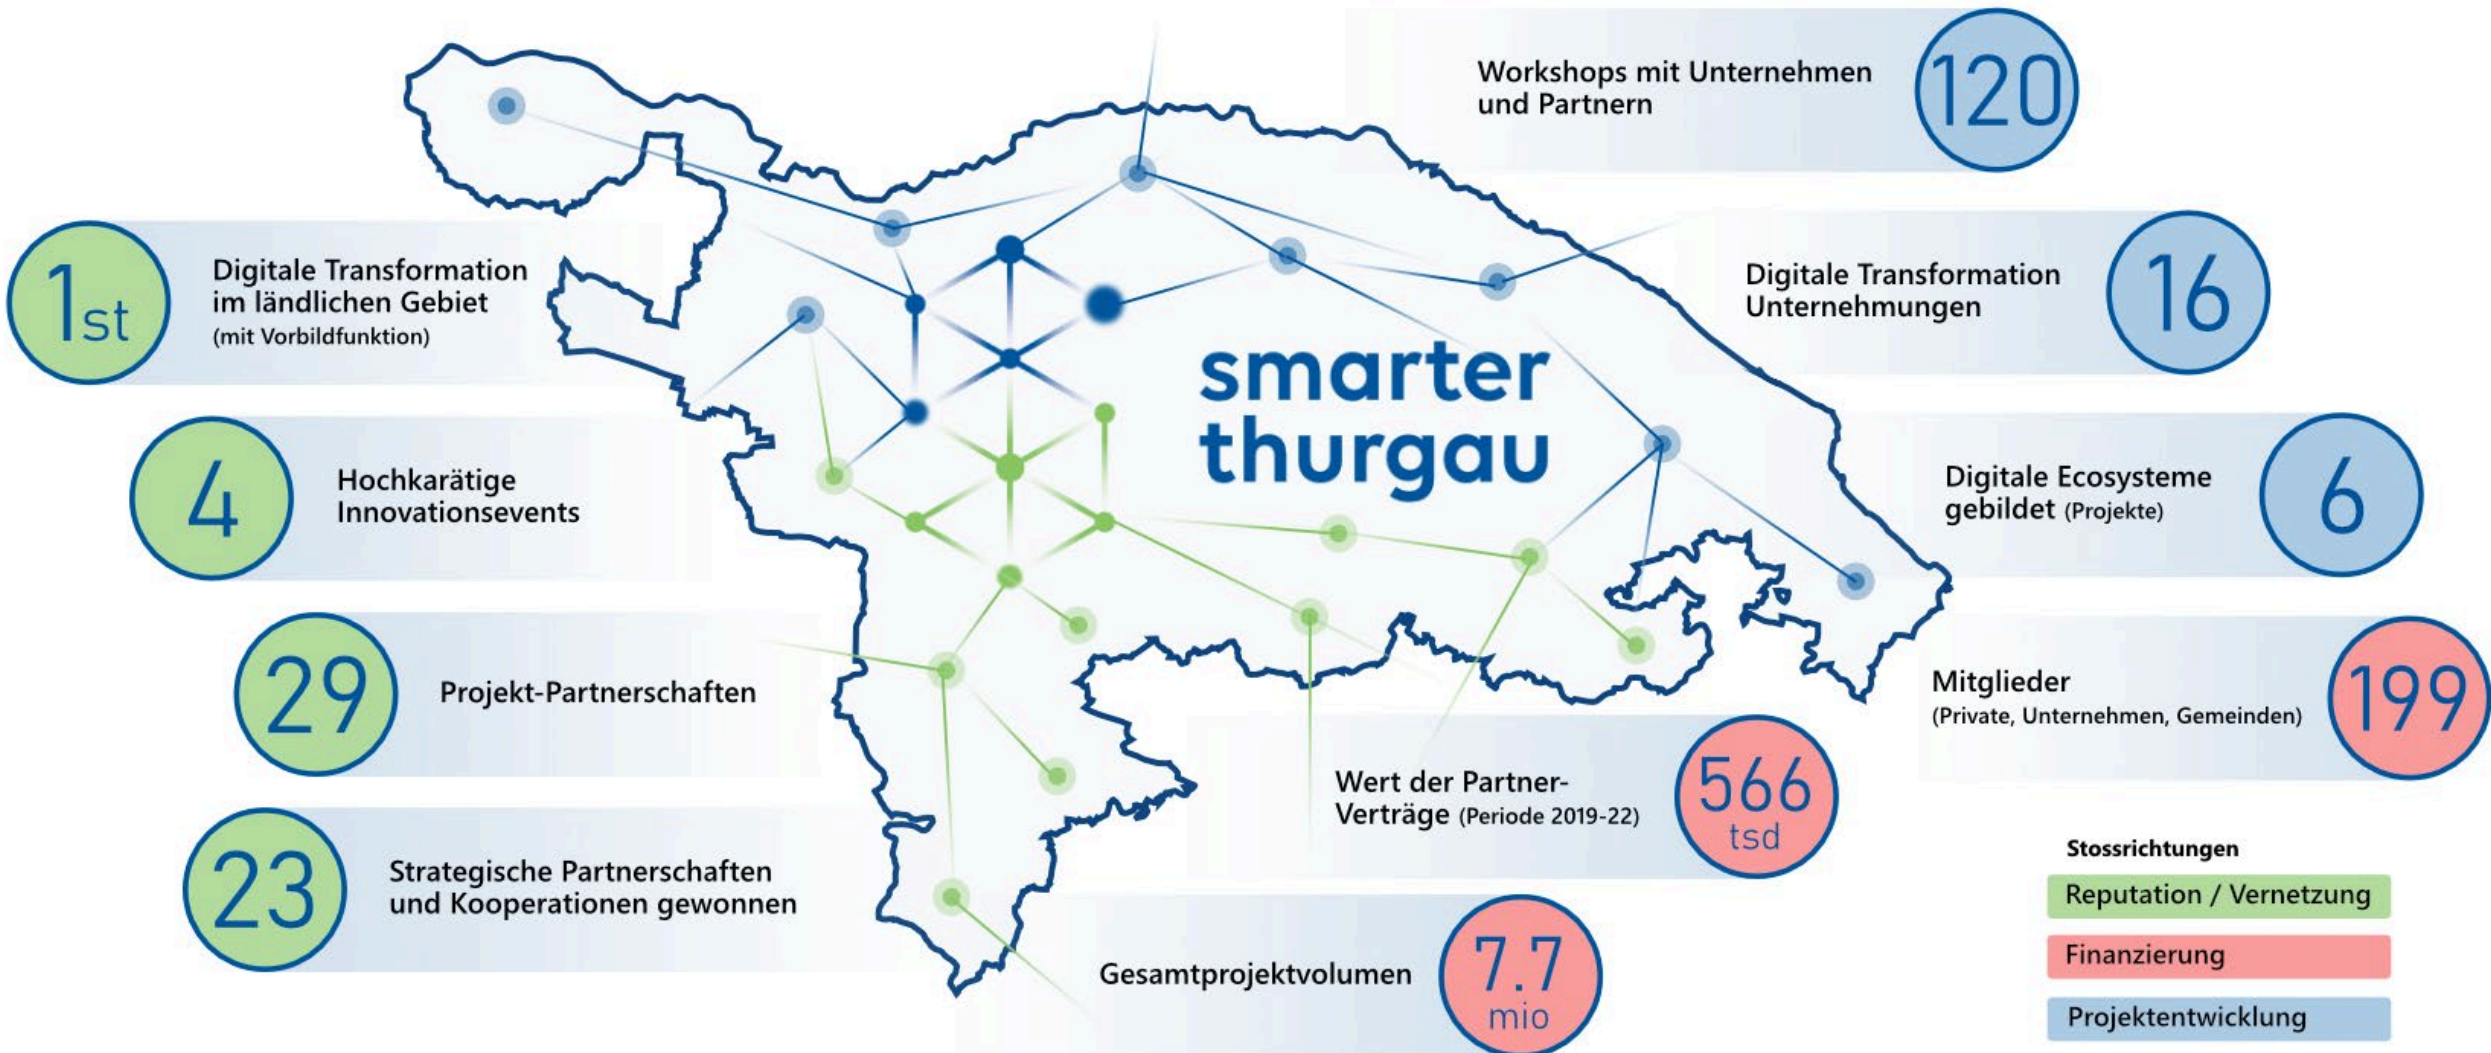 120
Workshops mit Unternehmen
und Partnern
1st
Digitale Transformation
im ländlichen Gebiet
(mit Vorbildfunktion)
Digitale Transformation
Unternehmungen
16
smarter
thurgau
4
Hochkarätige
Innovationsevents
Digitale Ecosysteme
gebildet (Projekte)
6
29
Projekt-Partnerschaften
Mitglieder
(Private, Unternehmen, Gemeinden)
199
Wert der Partner-
Verträge (Periode 2019-22)
566
tsd
23
Strategische Partnerschaften
und Kooperationen gewonnen
Gesamtprojektvolumen
7.7
mio
Stossrichtungen
Reputation / Vernetzung
Finanzierung
Projektentwicklung